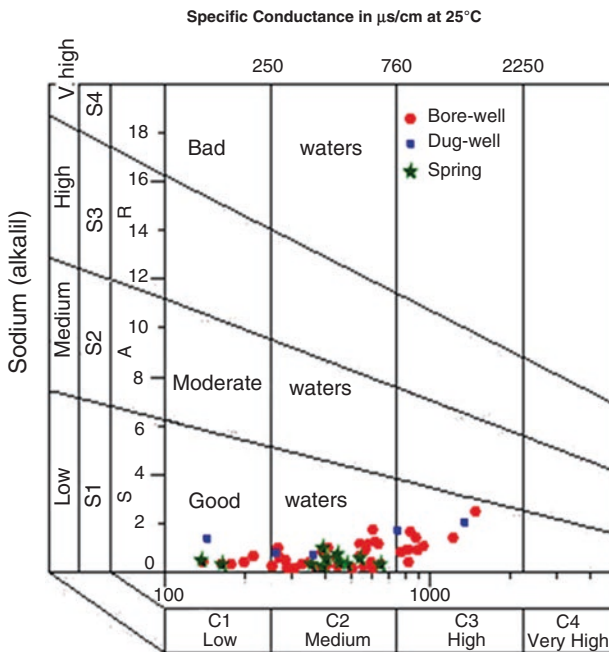 Specific Conductance in μs/cm at 25°C
250 760 2250
V. high
High
Medium
Low
Sodium (alkalil)
S4
S3
S2
S1
R
A
S
18
16
14
12
10
8
6
4
2
0
Bad waters
Moderate waters
Good waters
Bore-well
Dug-well
Spring
100 1000
C1 C2 C3 C4
Low Medium High Very High